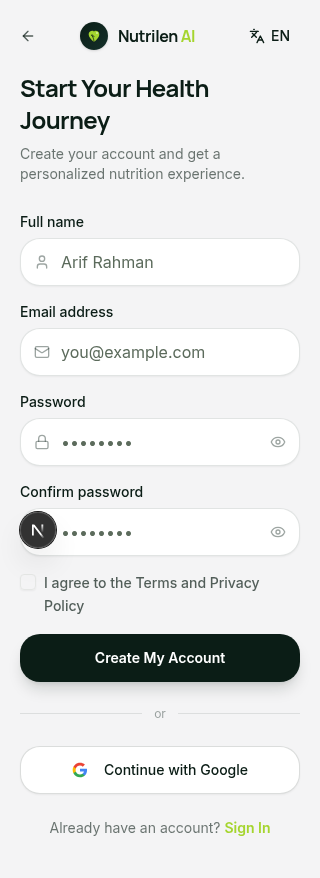 Nutrilen AI
EN
Start Your Health
Journey
Create your account and get a
personalized nutrition experience.
Full name
Arif Rahman
Email address
you@example.com
Password
••••••••
Confirm password
N
••••••••
I agree to the Terms and Privacy
Policy
Create My Account
or
Continue with Google
Already have an account? Sign In